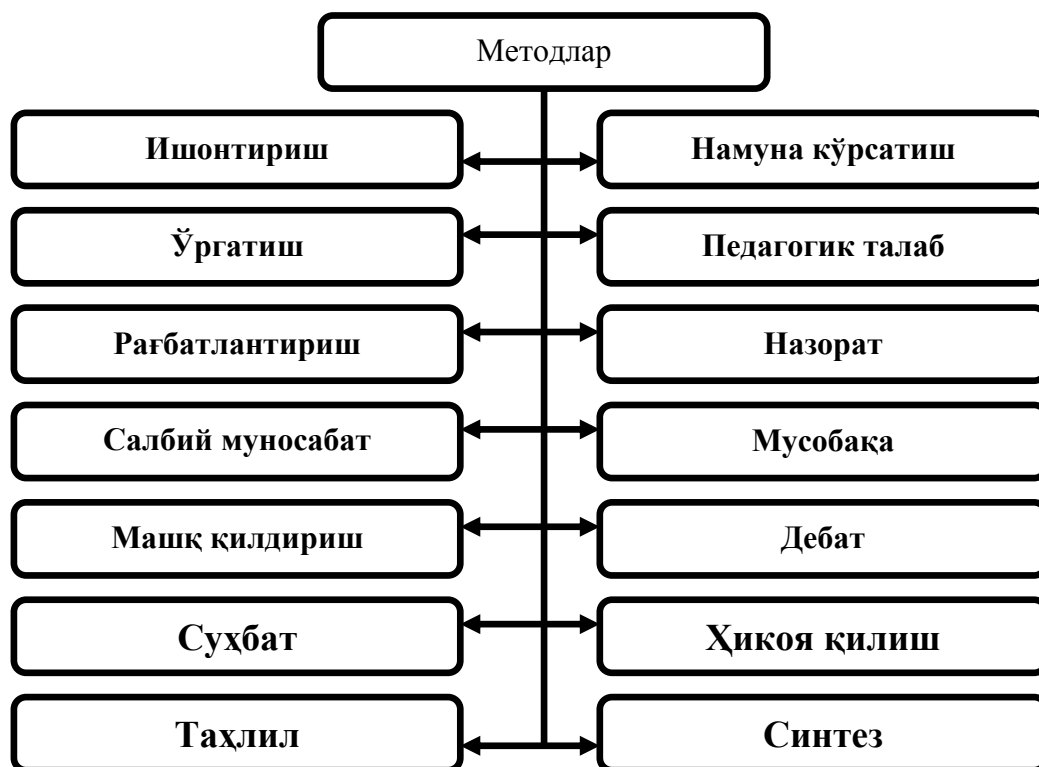 Методлар
Ишонтириш
Намуна кўрсатиш
Ўргатиш
Педагогик талаб
Рағбатлантириш
Назорат
Салбий муносабат
Мусобақа
Машқ қилдириш
Дебат
Суҳбат
Ҳикоя қилиш
Таҳлил
Синтез